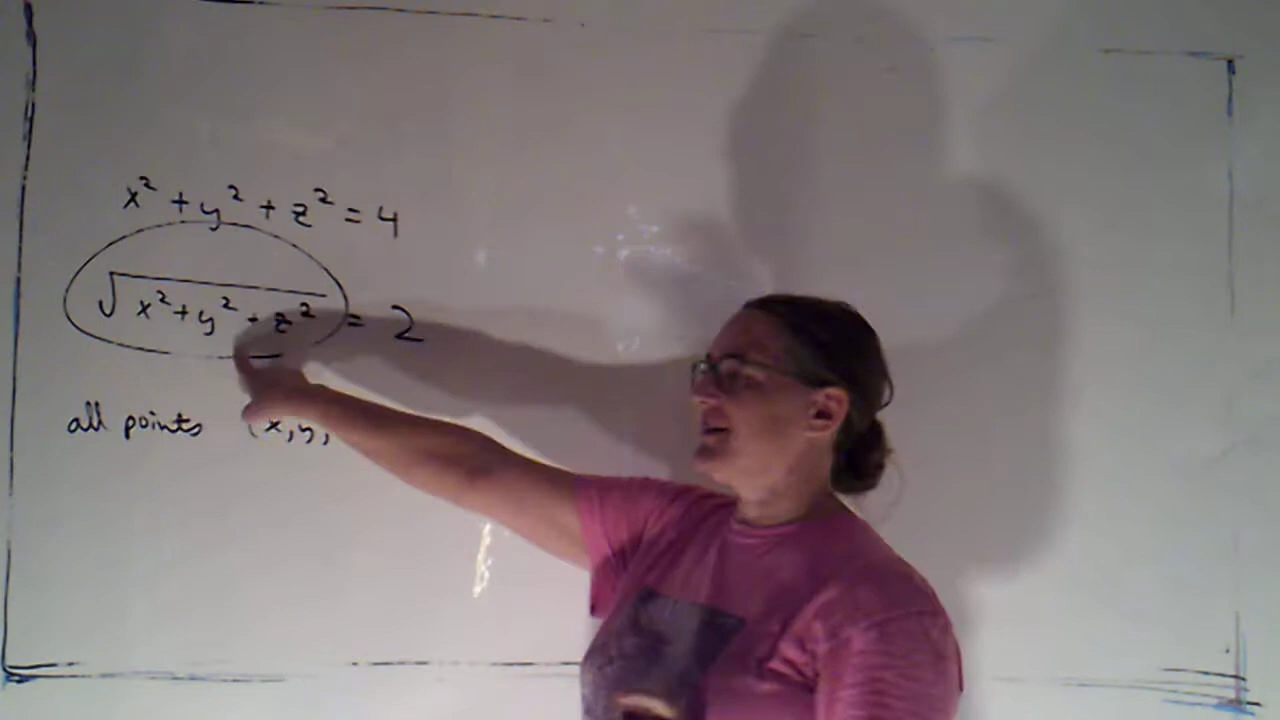 x² + y² + z² = 4
√x² + y² + z² = 2
all points (x, y,